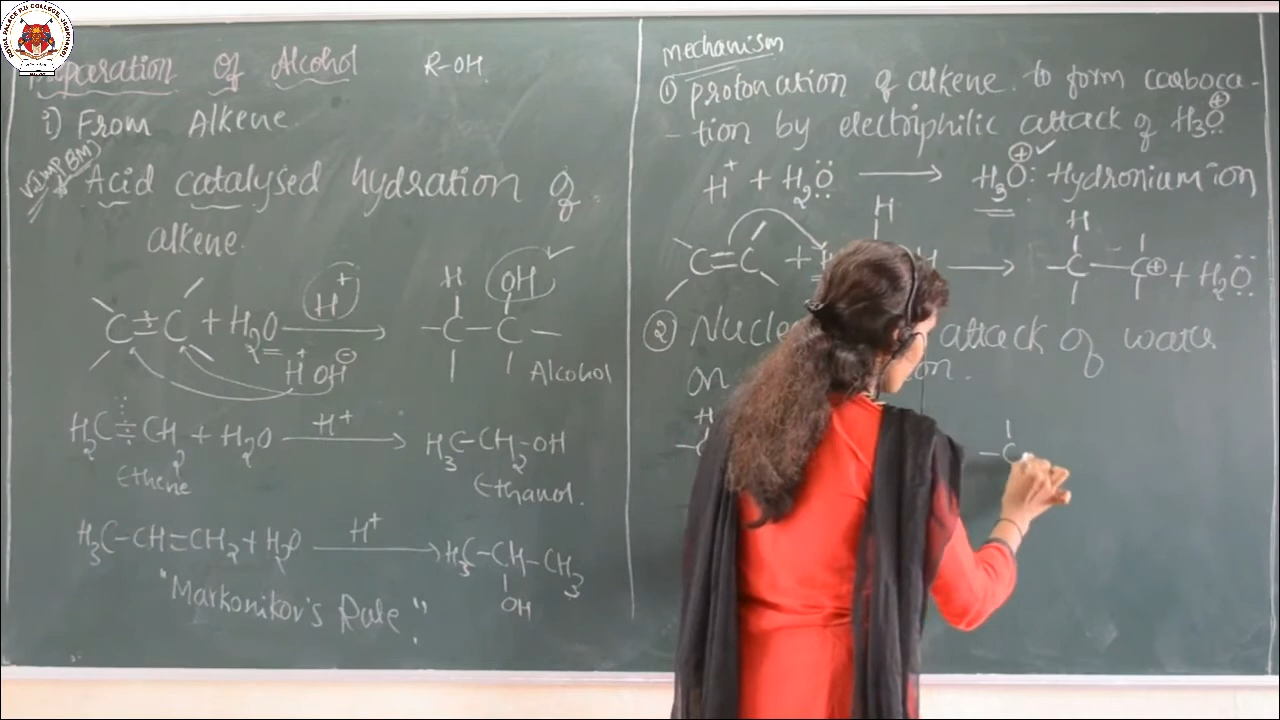 Preparation of Alcohol R-OH
i) From Alkene.
V.Imp (BM)
Acid catalysed hydration of
alkene.
C=C + H2O H+ H OH
H+ OH⊖ -C-C- Alcohol
H2C=CH2 + H2O H+ H3C-CH2-OH
Ethene Ethanol.
H3C-CH=CH2 + H2O H+ H3C-CH-CH3
OH
"Markonikov's Rule".
mechanism
① protonation of alkene to form carboca-
-tion by electriphilic attack of H3O⊕
H+ + H2O → H3O⊕ Hydronium ion
H H
C=C + H → -C-C⊕ + H2O
② attack of water
on
H
-C